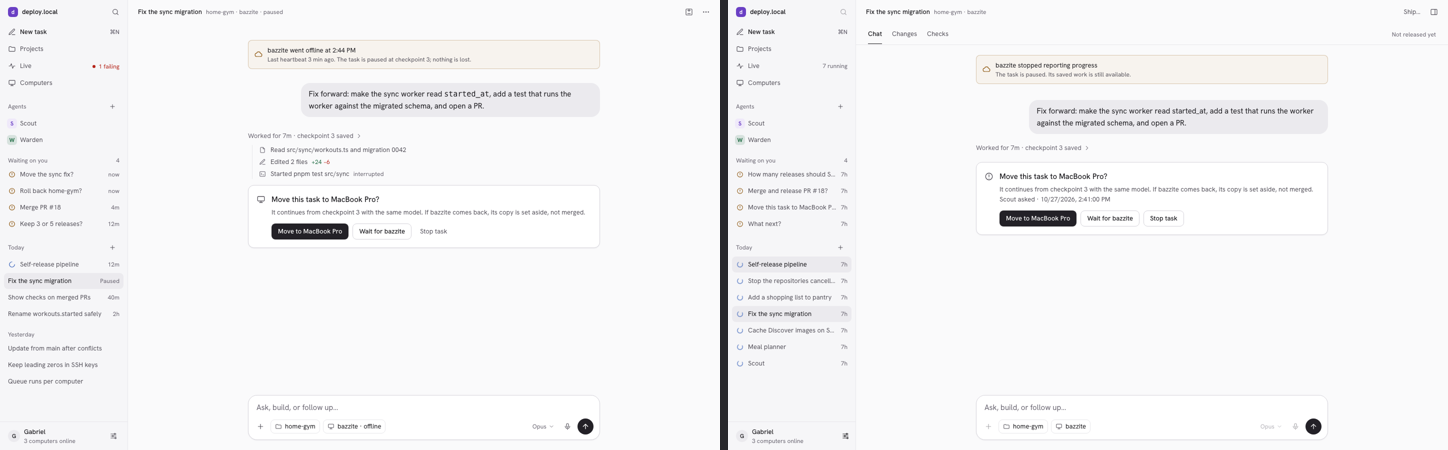 deploy.local
New task ⌘N
Projects
Live 1 failing
Computers
Agents
S Scout
W Warden
Waiting on you 4
Move the sync fix? now
Roll back home-gym? now
Merge PR #18 4m
Keep 3 or 5 releases? 12m
Today
Self-release pipeline 12m
Fix the sync migration Paused
Show checks on merged PRs 40m
Rename workouts.started safely 2h
Yesterday
Update from main after conflicts
Keep leading zeros in SSH keys
Queue runs per computer
G Gabriel
3 computers online
Fix the sync migration home-gym · bazzite · paused
bazzite went offline at 2:44 PM
Last heartbeat 3 min ago. The task is paused at checkpoint 3; nothing is lost.
Fix forward: make the sync worker read started_at, add a test that runs the
worker against the migrated schema, and open a PR.
Worked for 7m · checkpoint 3 saved
Read src/sync/workouts.ts and migration 0042
Edited 2 files +24 -6
Started pnpm test src/sync interrupted
Move this task to MacBook Pro?
It continues from checkpoint 3 with the same model. If bazzite comes back, its copy is set aside, not merged.
Move to MacBook Pro Wait for bazzite Stop task
Ask, build, or follow up...
home-gym bazzite · offline Opus
d deploy.local
New task ⌘N
Projects
Live 7 running
Computers
Agents
S Scout
W Warden
Waiting on you 4
How many releases should S... 7h
Merge and release PR #18? 7h
Move this task to MacBook P... 7h
What next? 7h
Today
Self-release pipeline 7h
Stop the repositories cancell... 7h
Add a shopping list to pantry 7h
Fix the sync migration 7h
Cache Discover images on S... 7h
Meal planner 7h
Scout 7h
G Gabriel
3 computers online
Fix the sync migration home-gym · bazzite Ship...
Chat Changes Checks Not released yet
bazzite stopped reporting progress
The task is paused. Its saved work is still available.
Fix forward: make the sync worker read started_at, add a test that runs the worker
against the migrated schema, and open a PR.
Worked for 7m · checkpoint 3 saved
Move this task to MacBook Pro?
It continues from checkpoint 3 with the same model. If bazzite comes back, its copy is set aside, not merged.
Scout asked · 10/27/2026, 2:41:00 PM
Move to MacBook Pro Wait for bazzite Stop task
Ask, build, or follow up...
home-gym bazzite Opus